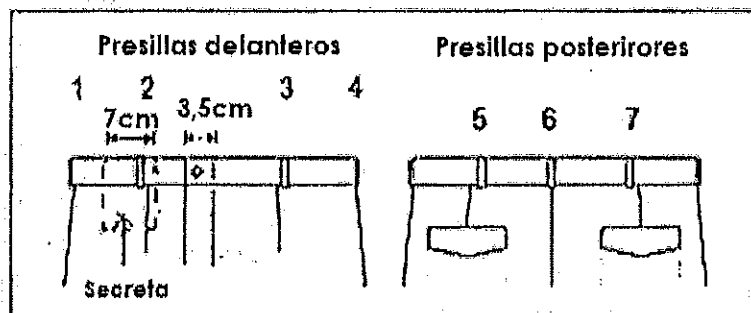 Presillas delanteros
1 2 3 4
7cm 3,5cm
Secreta
Presillas posterirores
5 6 7